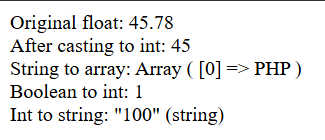 Original float: 45.78
After casting to int: 45
String to array: Array ( [0] => PHP )
Boolean to int: 1
Int to string: "100" (string)